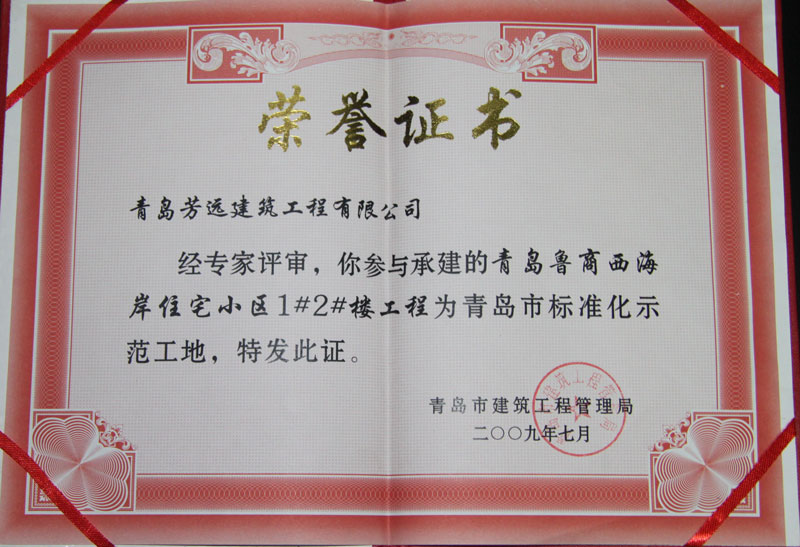 荣誉证书
青岛芳远建筑工程有限公司
经专家评审，你参与承建的青岛鲁商西海
岸住宅小区1#2#楼工程为青岛市标准化示
范工地，特发此证。
青岛市建筑工程管理局
二〇〇九年七月